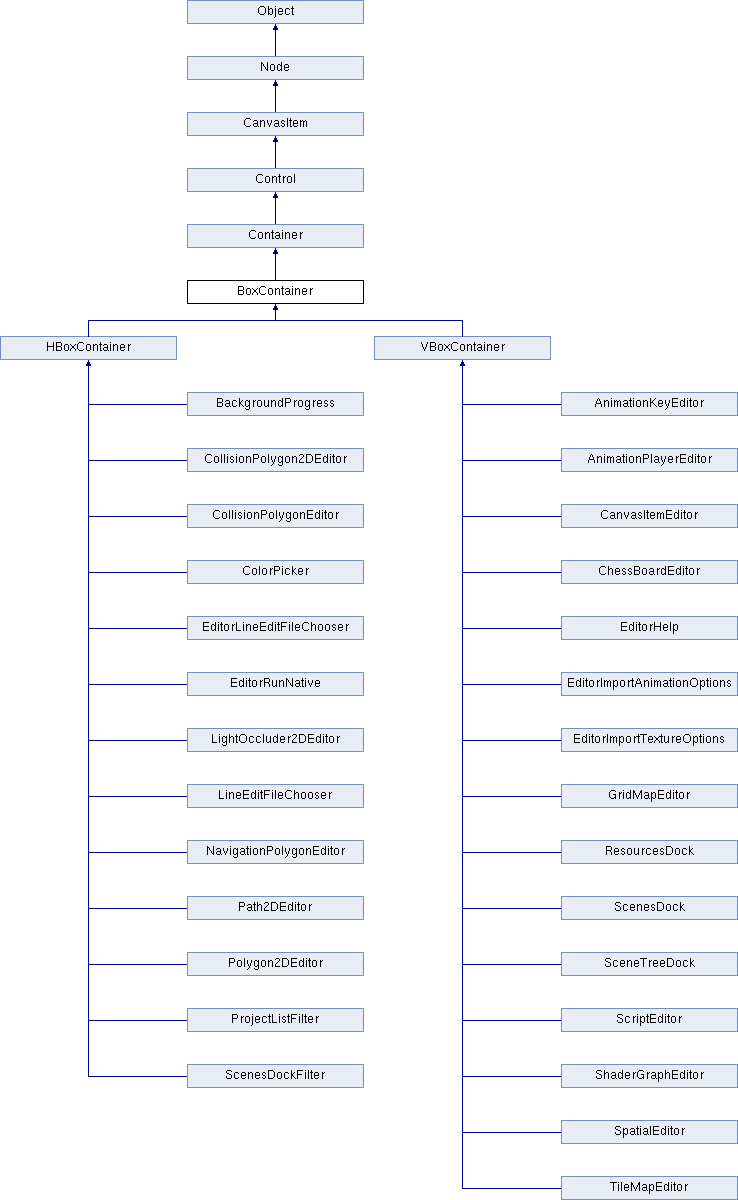 Object
Node
CanvasItem
Control
Container
BoxContainer
HBoxContainer
VBoxContainer
BackgroundProgress
AnimationKeyEditor
CollisionPolygon2DEditor
AnimationPlayerEditor
CollisionPolygonEditor
CanvasItemEditor
ColorPicker
ChessBoardEditor
EditorLineEditFileChooser
EditorHelp
EditorRunNative
EditorImportAnimationOptions
LightOccluder2DEditor
EditorImportTextureOptions
LineEditFileChooser
GridMapEditor
NavigationPolygonEditor
ResourcesDock
Path2DEditor
ScenesDock
Polygon2DEditor
SceneTreeDock
ProjectListFilter
ScriptEditor
ScenesDockFilter
ShaderGraphEditor
SpatialEditor
TileMapEditor